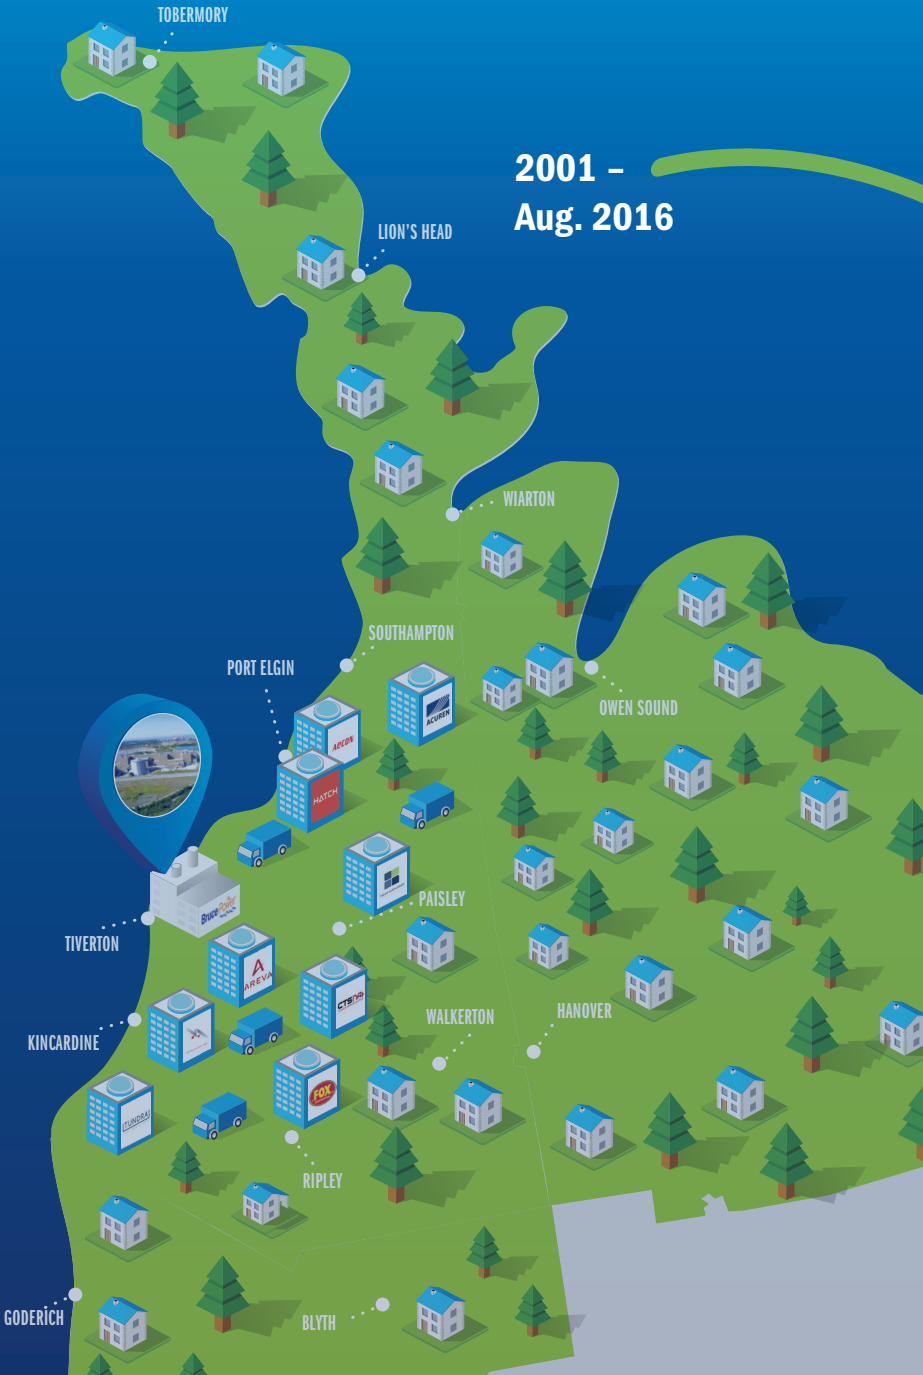 TOBERMORY
2001 –
Aug. 2016
LION'S HEAD
WIARTON
SOUTHAMPTON
PORT ELGIN
OWEN SOUND
ACUREN
AECON
HATCH
PAISLEY
BrucePower
TIVERTON
AREVA
CTSNA
WALKERTON
HANOVER
KINCARDINE
FOX
TUNDRA
RIPLEY
GODERICH
BLYTH